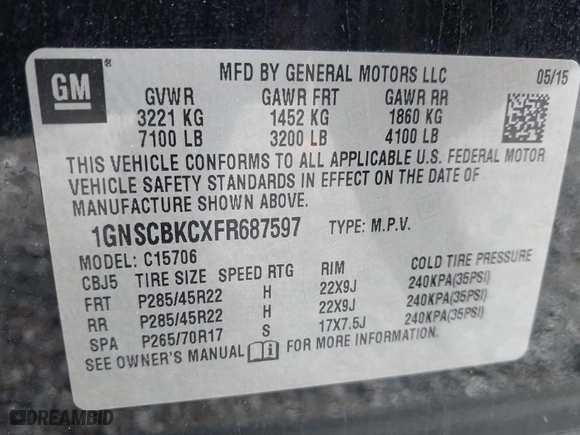 GM ®
MFD BY GENERAL MOTORS LLC 05/15
GVWR GAWR FRT GAWR RR
3221 KG 1452 KG 1860 KG
7100 LB 3200 LB 4100 LB
THIS VEHICLE CONFORMS TO ALL APPLICABLE U.S. FEDERAL MOTOR
VEHICLE SAFETY STANDARDS IN EFFECT ON THE DATE OF
MANUFACTURE SHOWN ABOVE.
1GNSCBKCXFR687597 TYPE: M.P.V.
MODEL: C15706
CBJ5 TIRE SIZE SPEED RTG RIM COLD TIRE PRESSURE
FRT P285/45R22 H 22X9J 240KPA(35PSI)
RR P285/45R22 H 22X9J 240KPA(35PSI)
SPA P265/70R17 S 17X7.5J 240KPA(35PSI)
SEE OWNER'S MANUAL FOR MORE INFORMATION.
DREAMBID